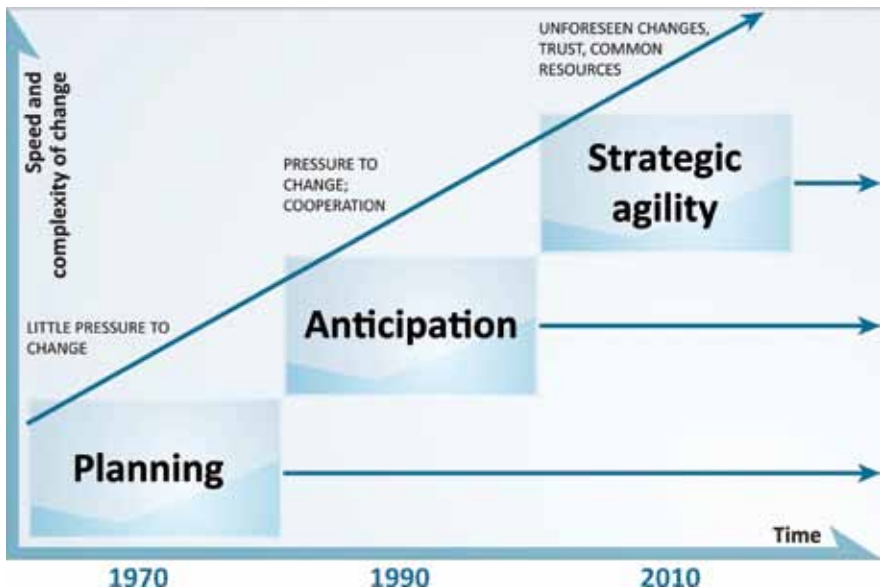 Speed and
complexity of change
UNFORESEEN CHANGES,
TRUST, COMMON
RESOURCES
PRESSURE TO
CHANGE;
COOPERATION
LITTLE PRESSURE TO
CHANGE
Strategic
agility
Anticipation
Planning
Time
1970
1990
2010